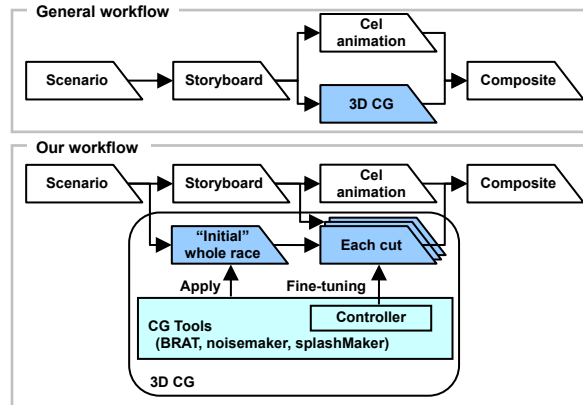 General workflow
Cel
animation
Scenario
Storyboard
3D CG
Composite
Our workflow
Scenario
Storyboard
Cel
animation
Composite
“Initial”
whole race
Each cut
Apply
Fine-tuning
Controller
CG Tools
(BRAT, noisemaker, splashMaker)
3D CG